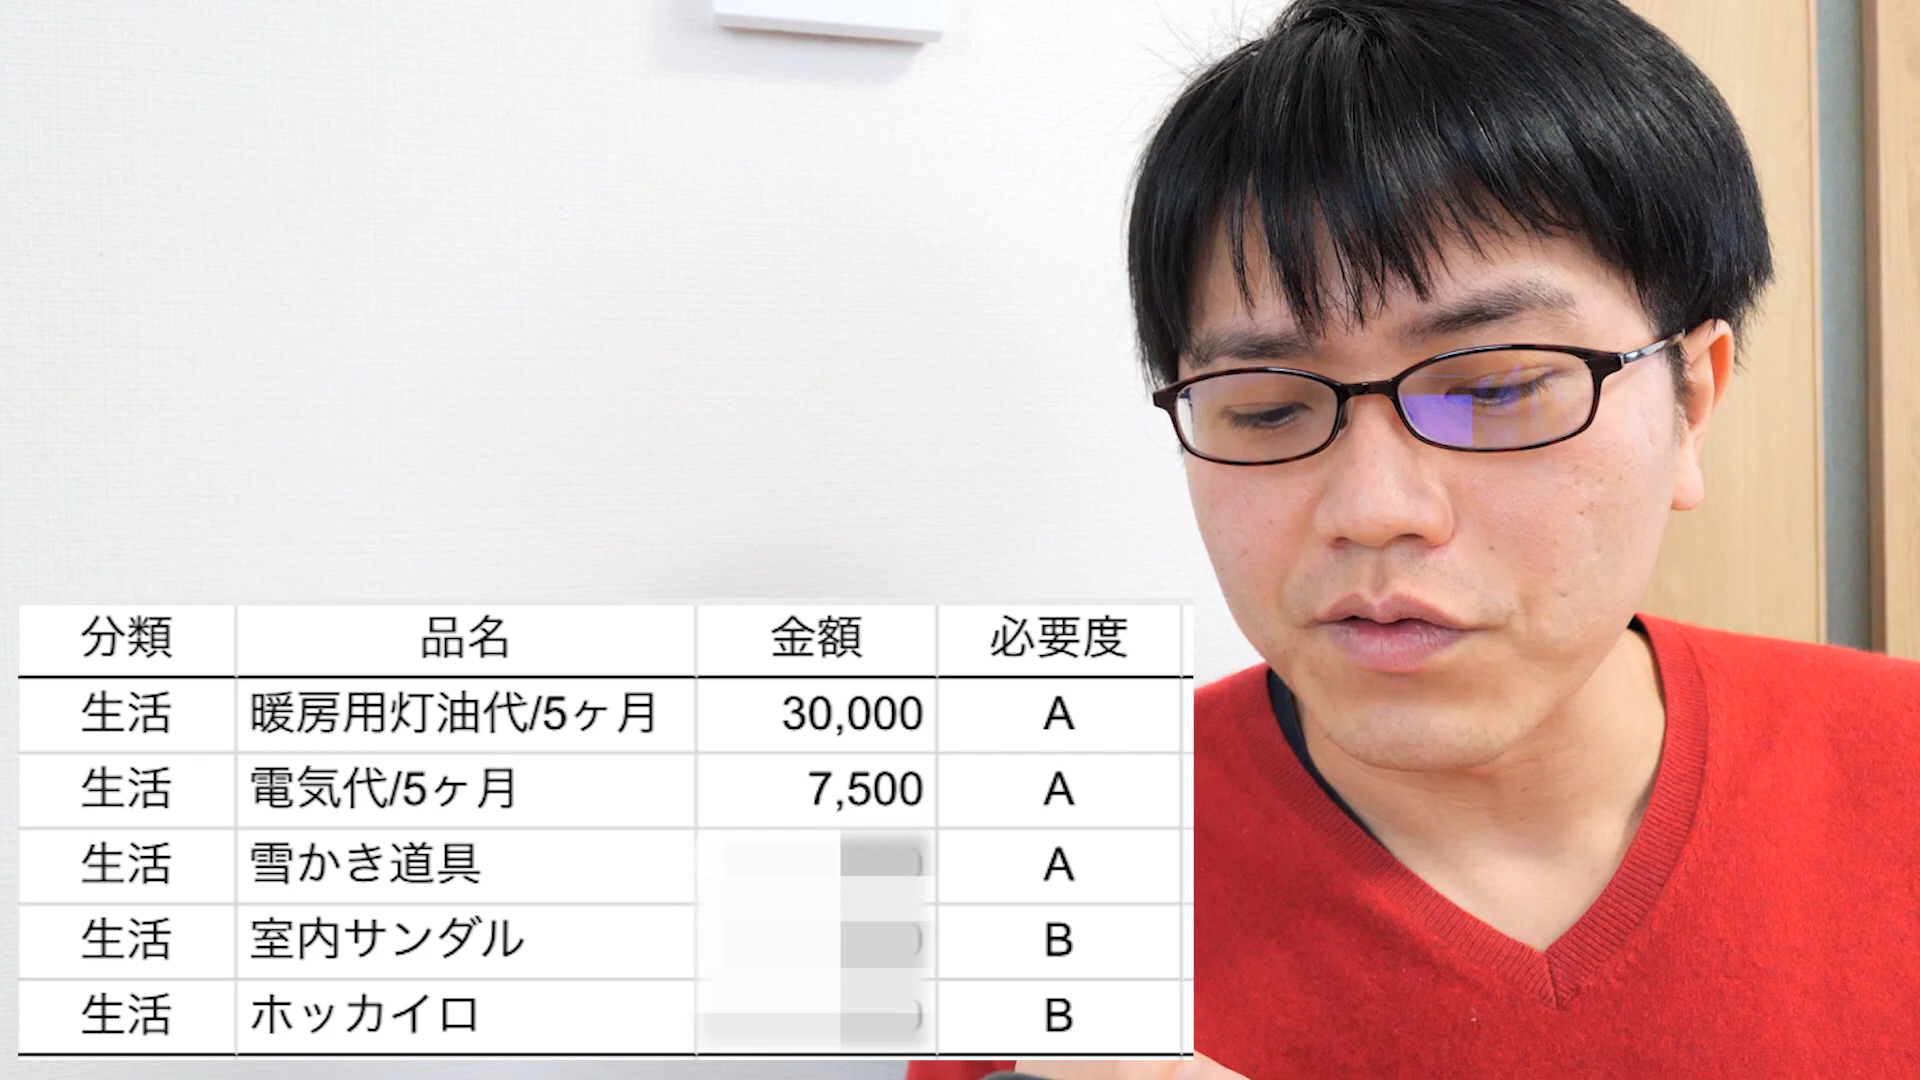 分類 品名 金額 必要度
生活 暖房用灯油代/5ヶ月 30,000 A
生活 電気代/5ヶ月 7,500 A
生活 雪かき道具 A
生活 室内サンダル B
生活 ホッカイロ B